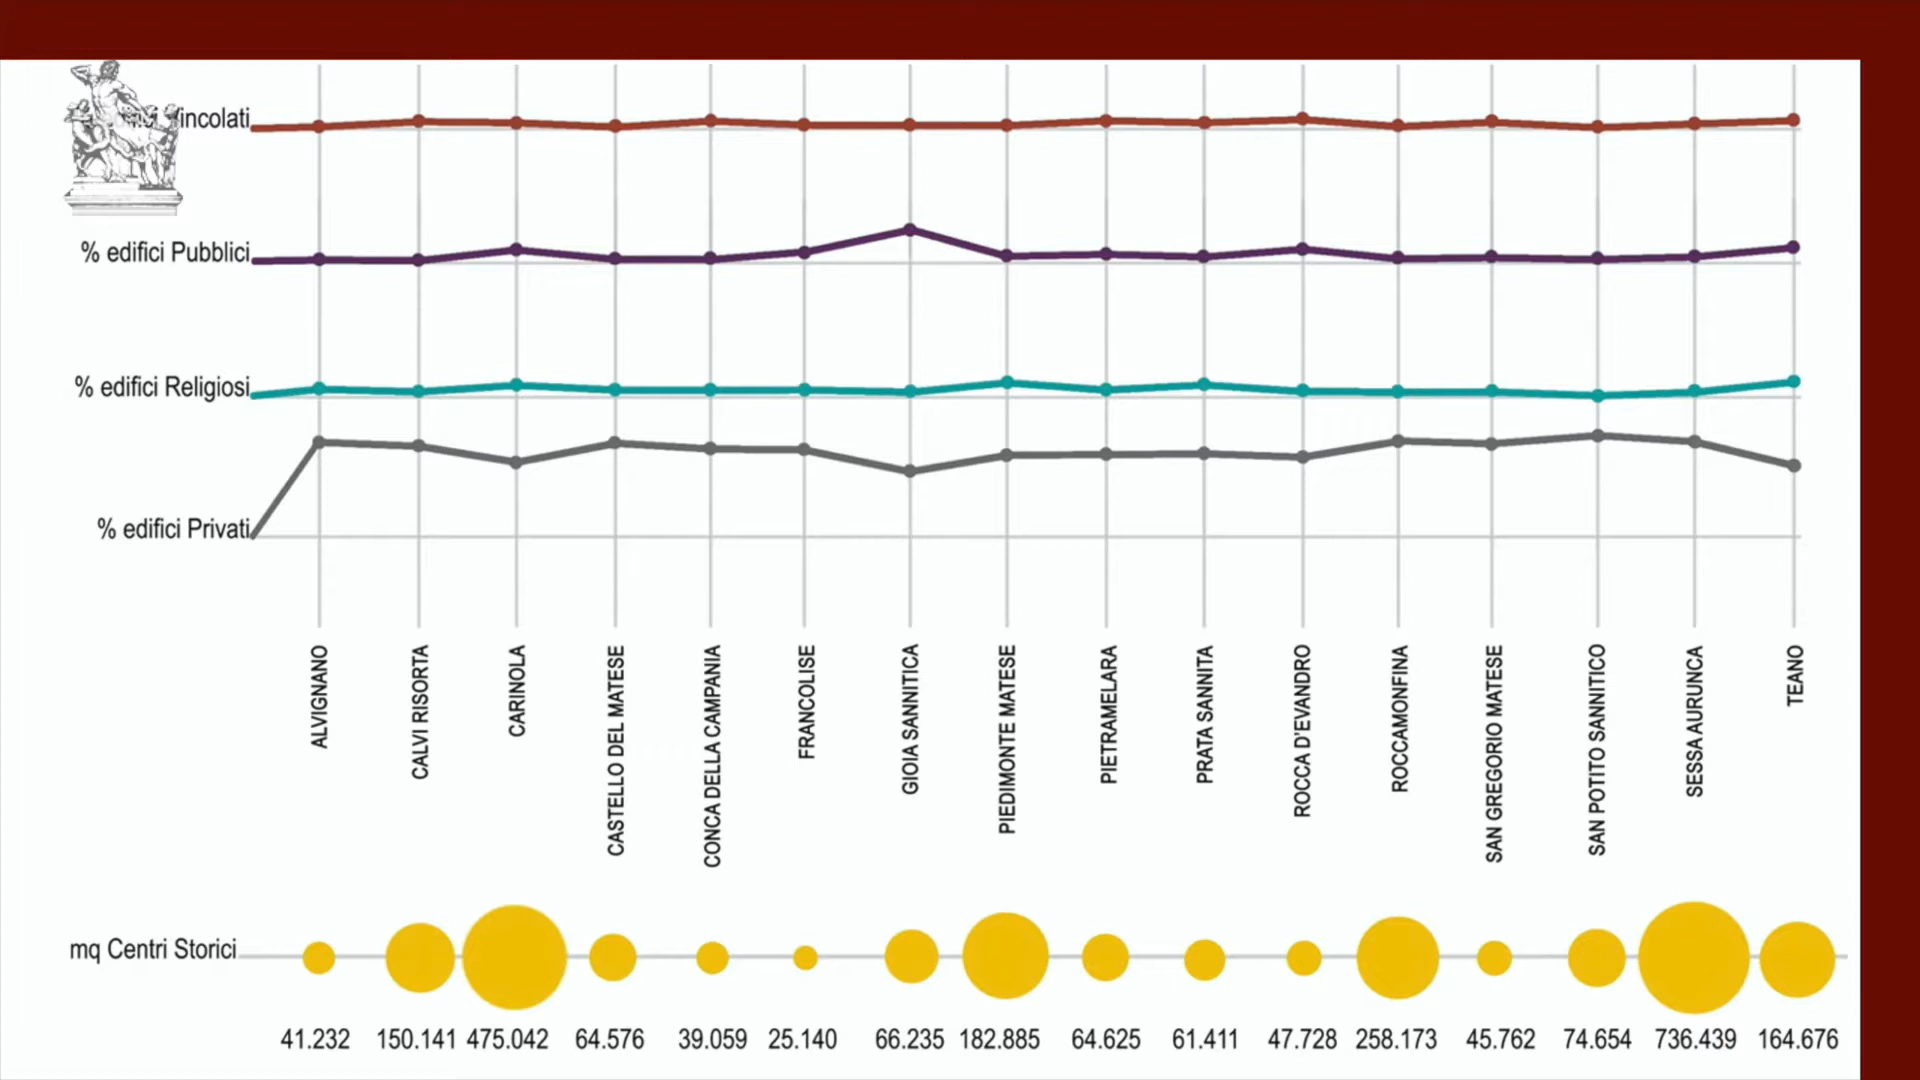 % edifici Pubblici
% edifici Religiosi
% edifici Privati
ALVIGNANO
CALVI RISORTA
CARINOLA
CASTELLO DEL MATESE
CONCA DELLA CAMPANIA
FRANCOLISE
GIOIA SANNITICA
PIEDIMONTE MATESE
PIETRAMELARA
PRATA SANNITA
ROCCA D'EVANDRO
ROCCAMONFINA
SAN GREGORIO MATESE
SAN POTITO SANNITICO
SESSA AURUNCA
TEANO
mq Centri Storici
41.232 150.141 475.042 64.576 39.059 25.140 66.235 182.885 64.625 61.411 47.728 258.173 45.762 74.654 736.439 164.676